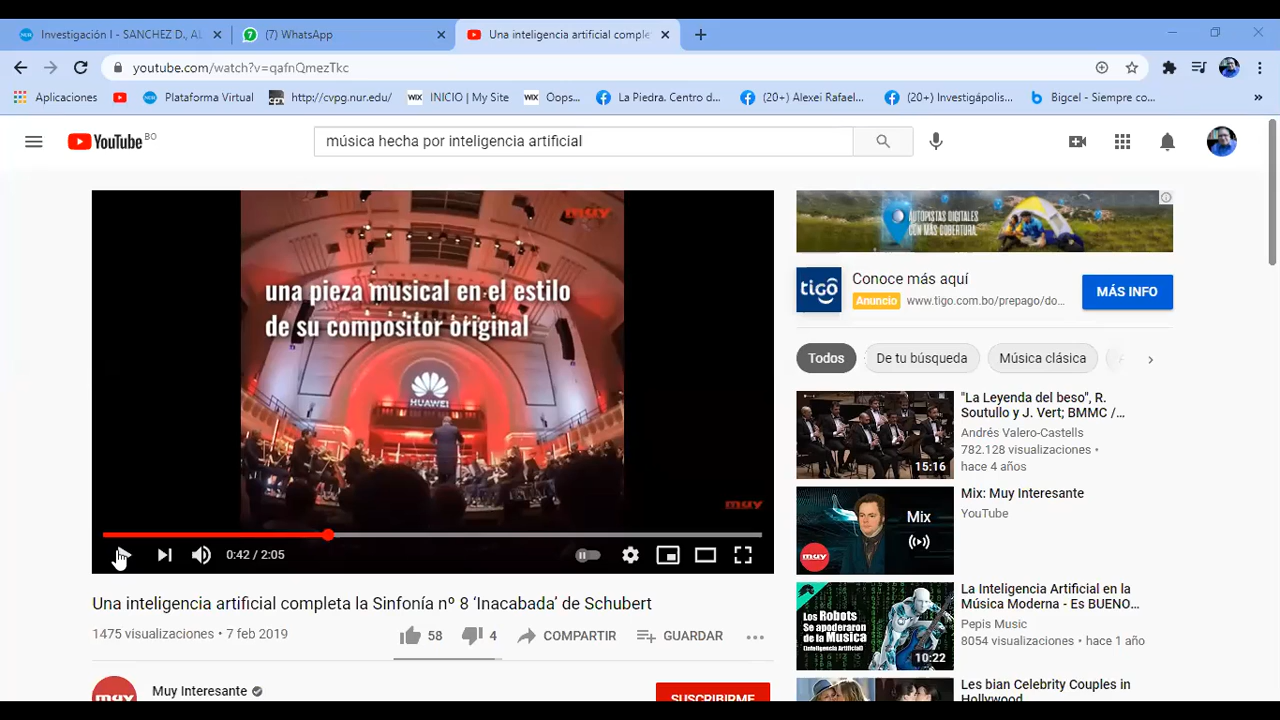 Investigación I - SANCHEZ D., AL
(7) WhatsApp
Una inteligencia artificial comple
youtube.com/watch?v=qafnQmezTkc
Aplicaciones
Plataforma Virtual
http://cvpg.nur.edu/
WIX
INICIO | My Site
WIX
Oops...
La Piedra. Centro d...
(20+) Alexei Rafael...
(20+) Investigápolis...
Bigcel - Siempre co...
»
YouTube BO
música hecha por inteligencia artificial
muy
una pieza musical en el estilo
de su compositor original
HUAWEI
muy
0:42 / 2:05
Una inteligencia artificial completa la Sinfonía nº 8 ‘Inacabada’ de Schubert
1475 visualizaciones • 7 feb 2019
58
4
COMPARTIR
GUARDAR
muy
Muy Interesante
SUSCRIBIRME
AUTOPISTAS DIGITALES
CON MÁS COBERTURA.
tigo
Conoce más aquí
Anuncio www.tigo.com.bo/prepago/do...
MÁS INFO
Todos
De tu búsqueda
Música clásica
"La Leyenda del beso", R.
Soutullo y J. Vert; BMMC /...
Andrés Valero-Castells
782.128 visualizaciones •
hace 4 años
15:16
Mix: Muy Interesante
YouTube
Mix
muy
La Inteligencia Artificial en la
Música Moderna - Es BUENO...
Pepis Music
8054 visualizaciones • hace 1 año
Los Robots
Se apoderaron
de la Musica
(Inteligencia Artificial)
10:22
Les bian Celebrity Couples in
Hollywood